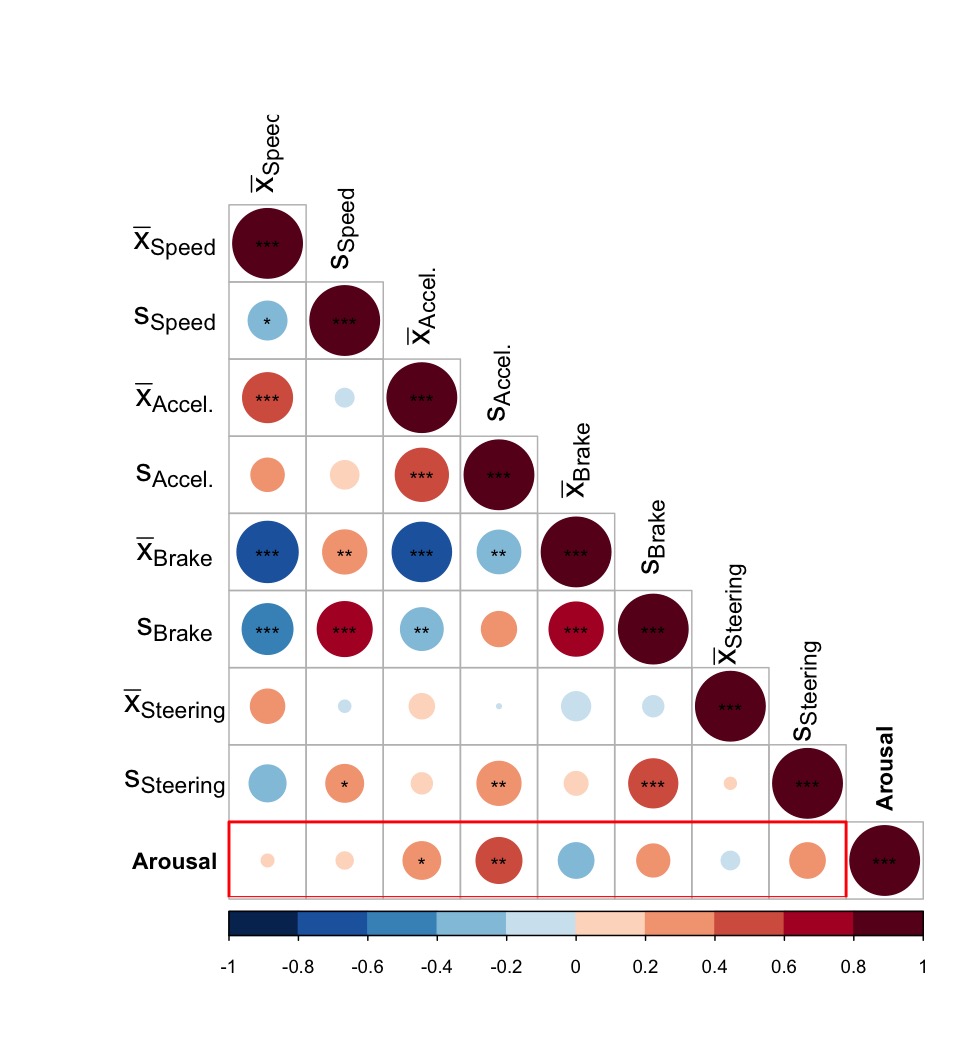 x̅Speed
sSpeed
x̅Accel.
sAccel.
x̅Brake
sBrake
x̅Steering
sSteering
Arousal
x̅Speed ***
sSpeed * ***
x̅Accel. *** ***
sAccel. *** ***
x̅Brake *** ** *** ** ***
sBrake *** *** ** *** ***
x̅Steering ***
sSteering * ** *** ***
Arousal * ** ***
-1 -0.8 -0.6 -0.4 -0.2 0 0.2 0.4 0.6 0.8 1